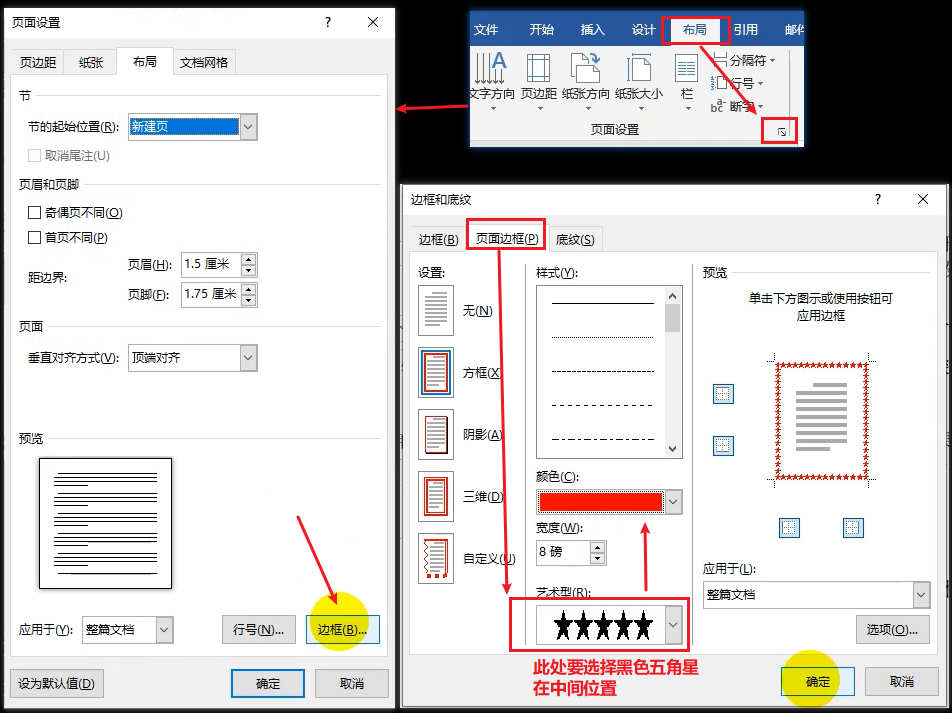 页面设置
?
页边距 纸张 布局 文档网格
节
节的起始位置(R): 新建页
取消尾注(U)
页眉和页脚
奇偶页不同(O)
首页不同(P)
距边界:
页眉(H): 1.5 厘米
页脚(F): 1.75 厘米
页面
垂直对齐方式(V): 顶端对齐
预览
应用于(Y): 整篇文档 行号(N)... 边框(B)...
设为默认值(D) 确定 取消
文件 开始 插入 设计 布局 引用 邮件
文字方向 页边距 纸张方向 纸张大小 栏
分隔符
行号
断字
页面设置
边框和底纹
?
边框(B) 页面边框(P) 底纹(S)
设置:
无(N)
方框(X)
阴影(A)
三维(D)
自定义(U)
样式(Y):
颜色(C):
宽度(W):
8 磅
艺术型(R):
此处要选择黑色五角星
在中间位置
预览
单击下方图示或使用按钮可
应用边框
应用于(L):
整篇文档
选项(O)...
确定 取消